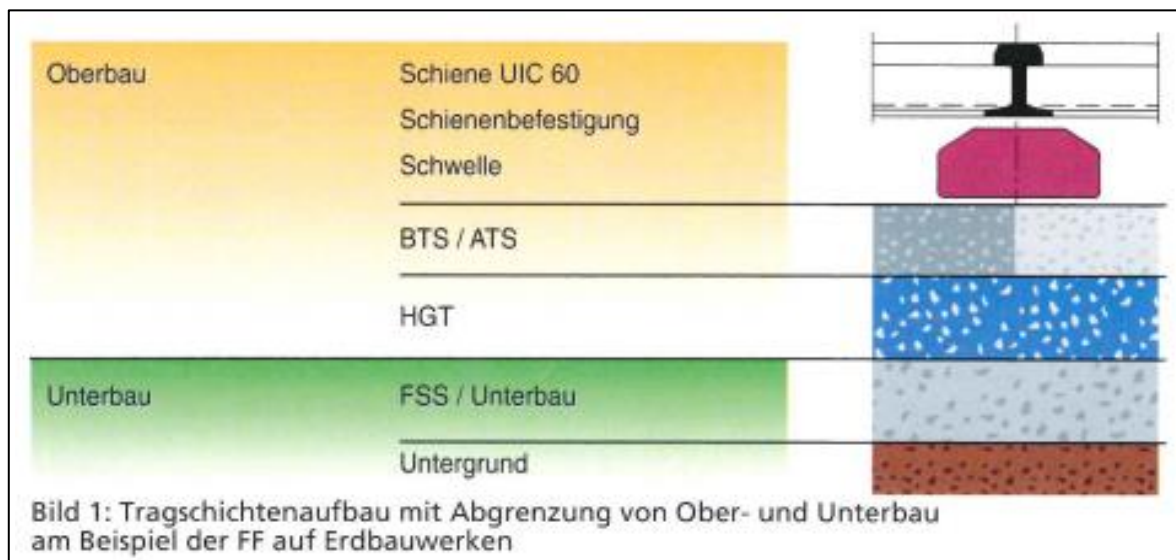 Oberbau Schiene UIC 60
Schienenbefestigung
Schwelle
BTS / ATS
HGT
Unterbau FSS / Unterbau
Untergrund
Bild 1: Tragschichtenaufbau mit Abgrenzung von Ober- und Unterbau
am Beispiel der FF auf Erdbauwerken